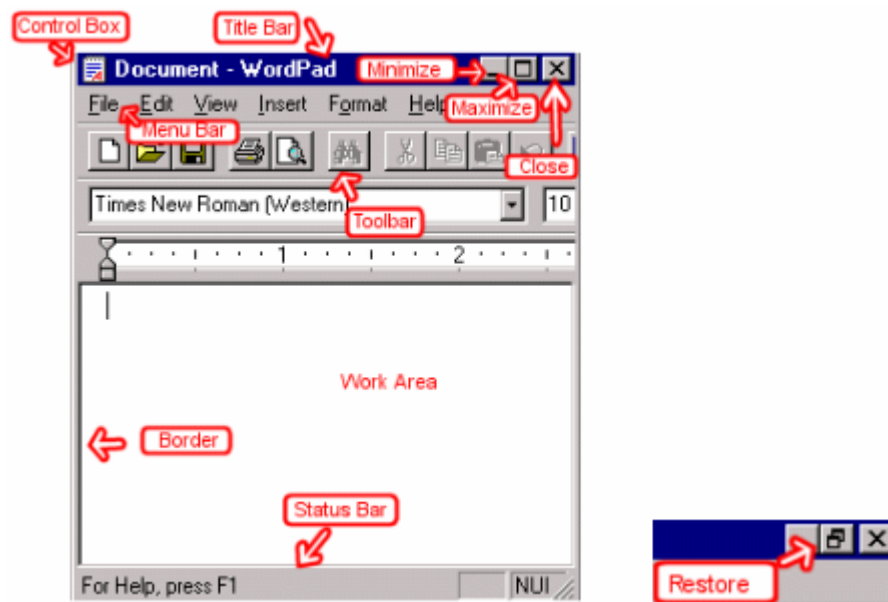 Control Box
Title Bar
Document - WordPad
Minimize
File Edit View Insert Format Help
Maximize
Menu Bar
Close
Times New Roman (Western)
10
Toolbar
1 2
Work Area
Border
Status Bar
For Help, press F1
NUI
Restore